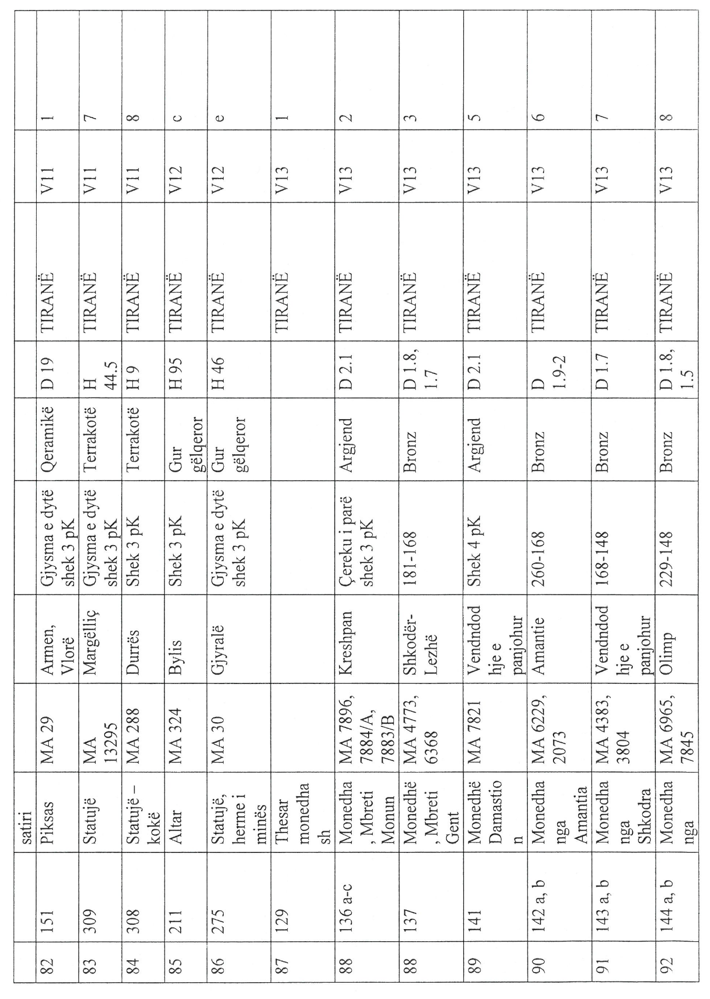 satiri
82 151 Piksas MA 29 Armen, Gjysma e dytë Qeramikë D 19 TIRANË V11 1
Vlorë shek 3 pK
83 309 Statujë MA Margëlliç Gjysma e dytë Terrakotë H TIRANË V11 7
13295 shek 3 pK 44.5
84 308 Statujë – MA 288 Durrës Shek 3 pK Terrakotë H 9 TIRANË V11 8
kokë
85 211 Altar MA 324 Bylis Shek 3 pK Gur H 95 TIRANË V12 c
gëlqeror
86 275 Statujë, MA 30 Gjyralë Gjysma e dytë Gur H 46 TIRANË V12 e
herme i shek 3 pK gëlqeror
minës
87 129 Thesar TIRANË V13 1
monedha
sh
88 136 a-c Monedha MA 7896, Kreshpan Çereku i parë Argjend D 2.1 TIRANË V13 2
, Mbreti 7884/A, shek 3 pK
Monun 7883/B
88 137 Monedhë MA 4773, Shkodër- 181-168 Bronz D 1.8, TIRANË V13 3
, Mbreti 6368 Lezhë 1.7
Gent
89 141 Monedhë MA 7821 Vendndod Shek 4 pK Argjend D 2.1 TIRANË V13 5
Damastio hje e
n panjohur
90 142 a, b Monedha MA 6229, Amantie 260-168 Bronz D TIRANË V13 6
nga 2073 1.9-2
Amantia
91 143 a, b Monedha MA 4383, Vendndod 168-148 Bronz D 1.7 TIRANË V13 7
nga 3804 hje e
Shkodra panjohur
92 144 a, b Monedha MA 6965, Olimp 229-148 Bronz D 1.8, TIRANË V13 8
nga 7845 1.5